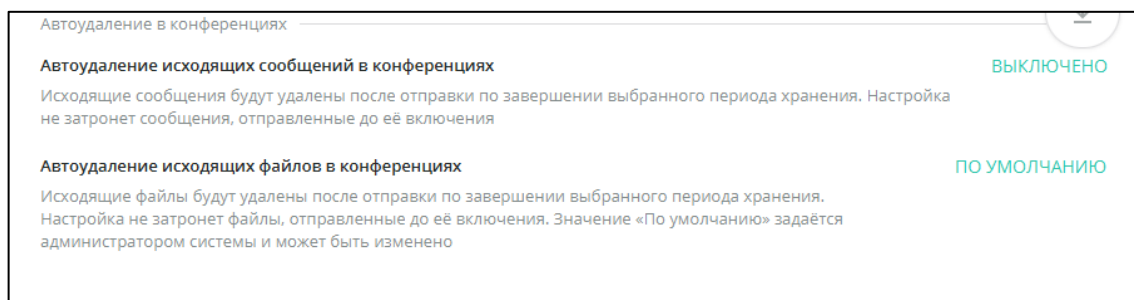 Автоудаление в конференциях
Автоудаление исходящих сообщений в конференциях
ВЫКЛЮЧЕНО
Исходящие сообщения будут удалены после отправки по завершении выбранного периода хранения. Настройка
не затронет сообщения, отправленные до её включения
Автоудаление исходящих файлов в конференциях
ПО УМОЛЧАНИЮ
Исходящие файлы будут удалены после отправки по завершении выбранного периода хранения.
Настройка не затронет файлы, отправленные до её включения. Значение «По умолчанию» задаётся
администратором системы и может быть изменено